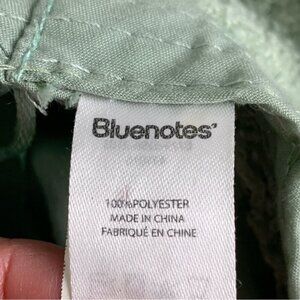 Bluenotes
100%POLYESTER
MADE IN CHINA
FABRIQUÉ EN CHINE